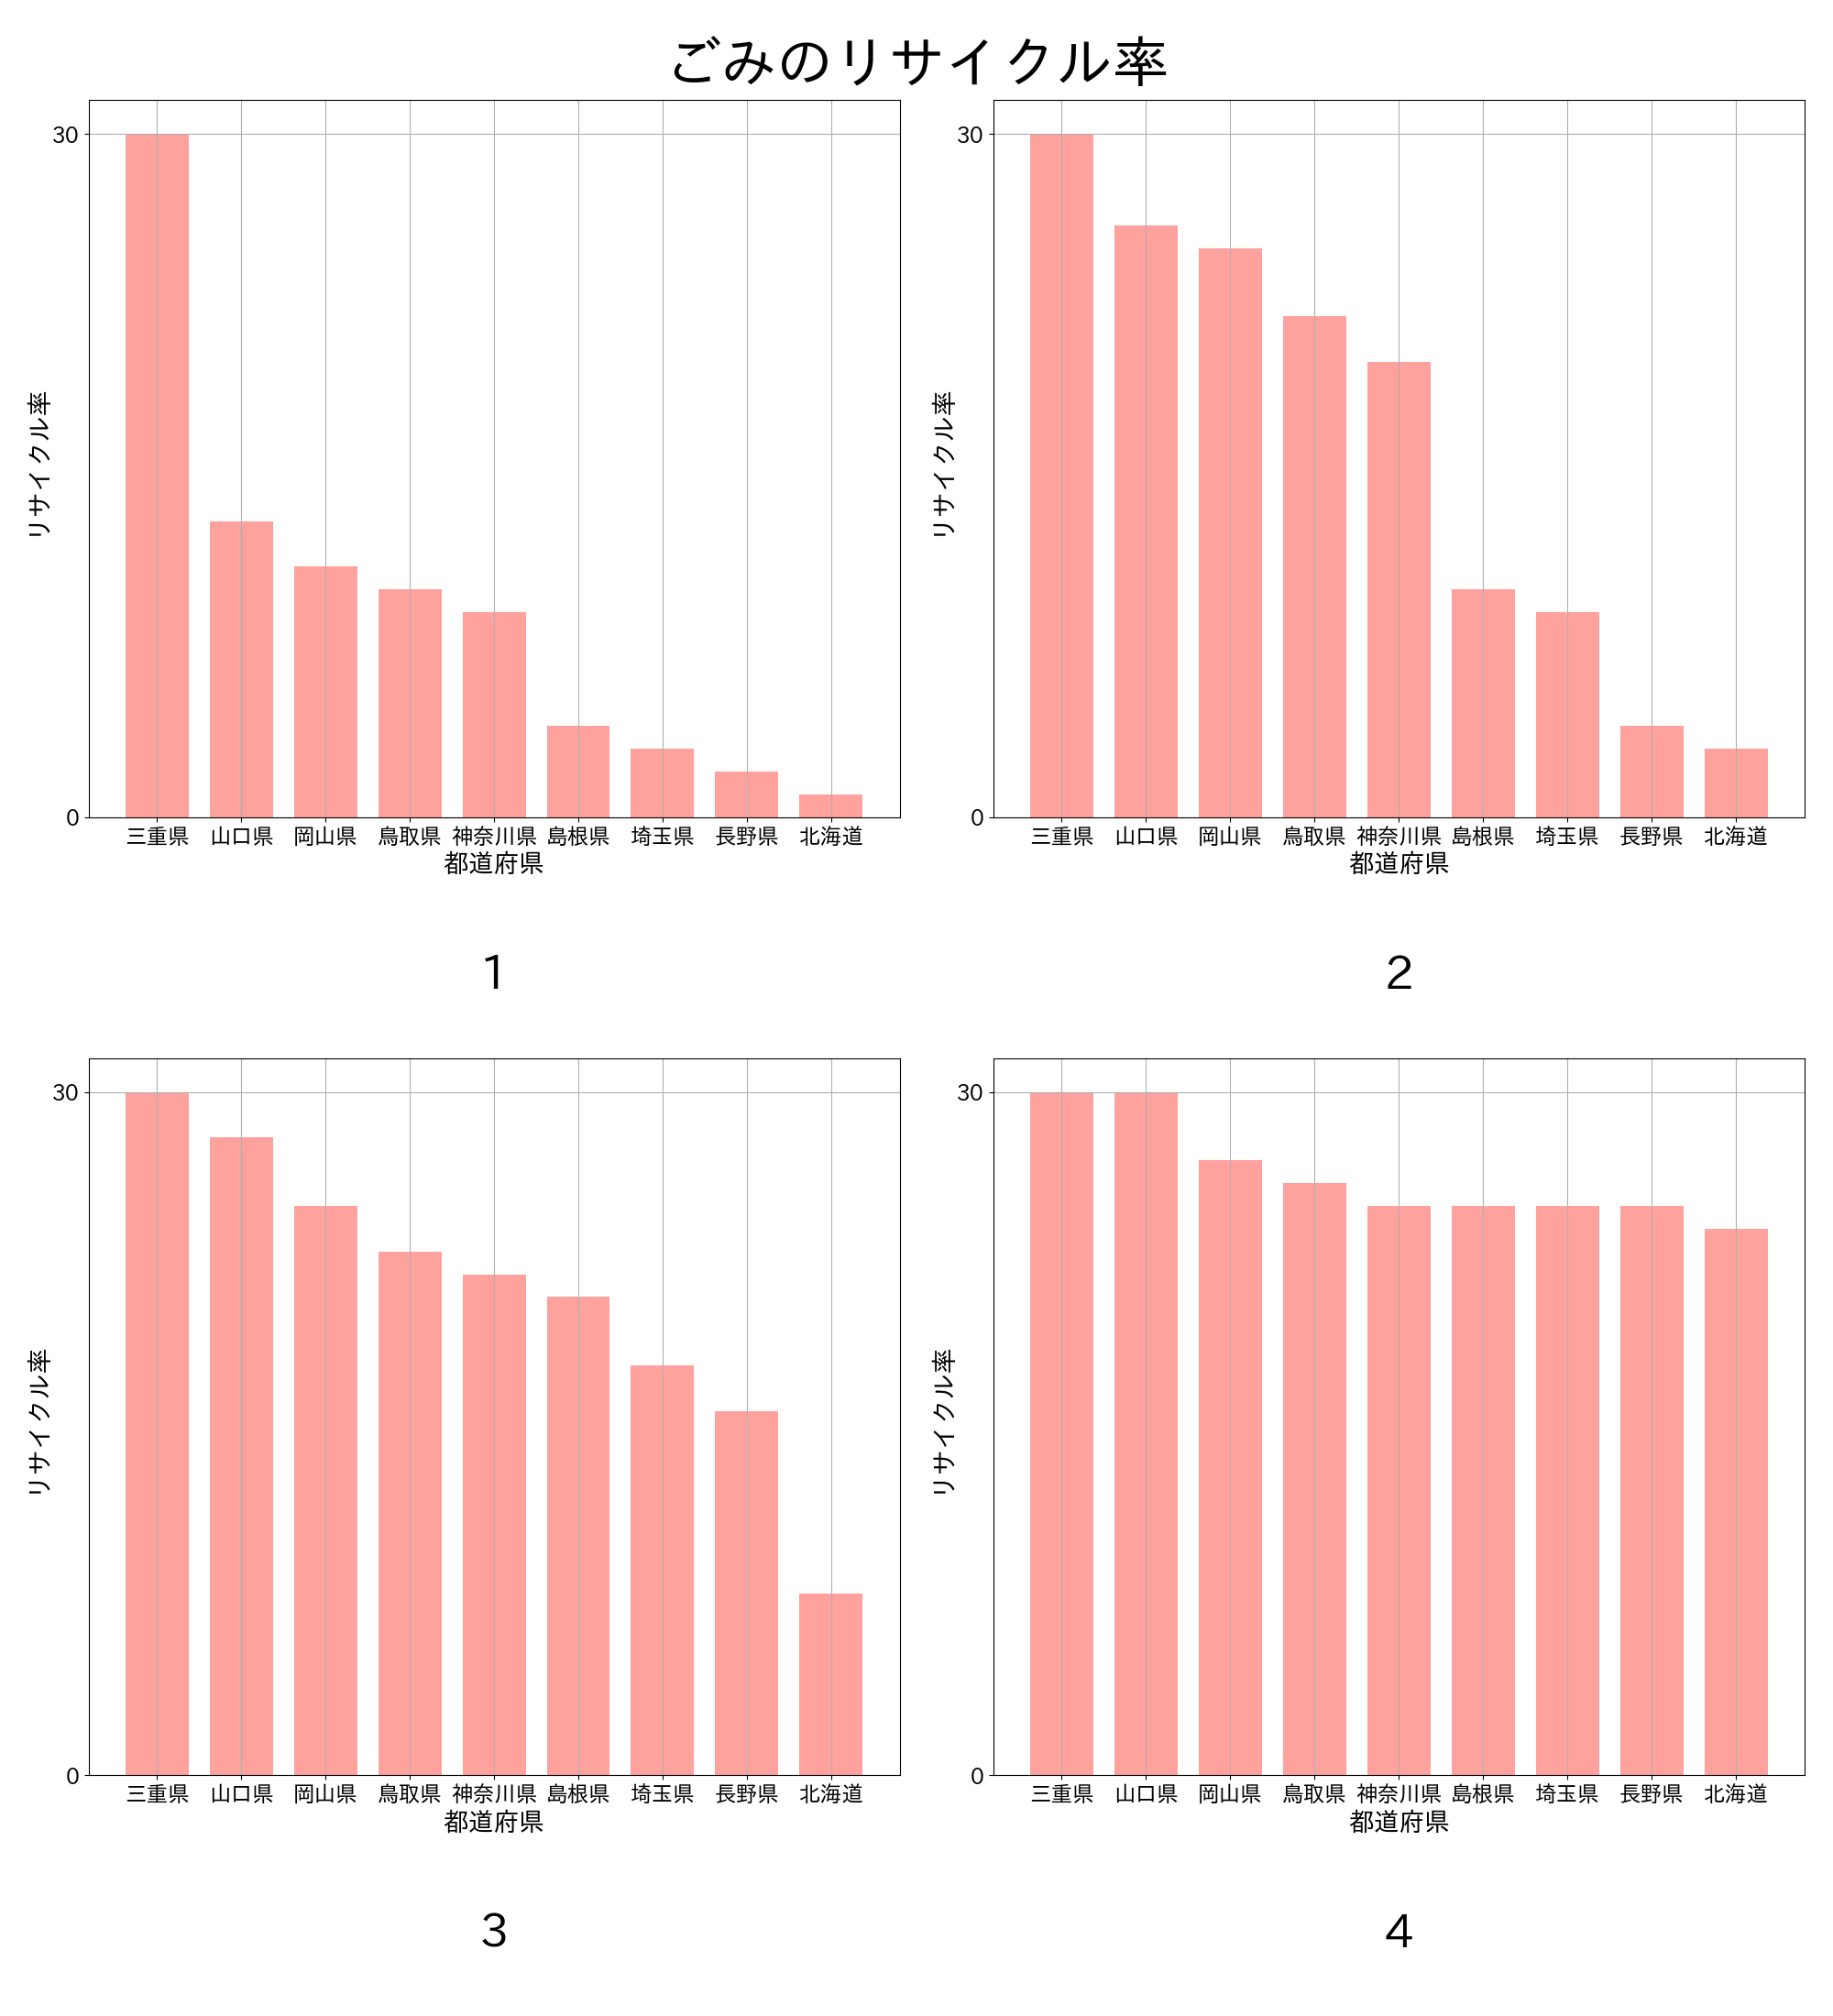 ごみのリサイクル率
30
0
リサイクル率
三重県 山口県 岡山県 鳥取県 神奈川県 島根県 埼玉県 長野県 北海道
都道府県
1
30
0
リサイクル率
三重県 山口県 岡山県 鳥取県 神奈川県 島根県 埼玉県 長野県 北海道
都道府県
2
30
0
リサイクル率
三重県 山口県 岡山県 鳥取県 神奈川県 島根県 埼玉県 長野県 北海道
都道府県
3
30
0
リサイクル率
三重県 山口県 岡山県 鳥取県 神奈川県 島根県 埼玉県 長野県 北海道
都道府県
4